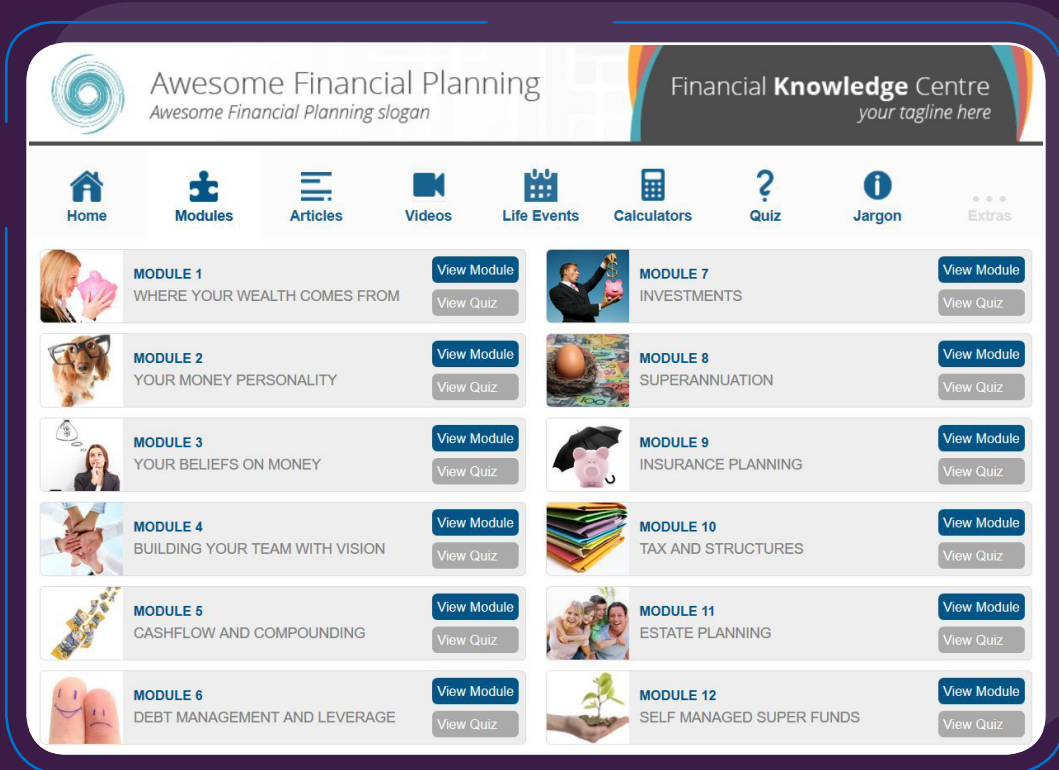 Awesome Financial Planning
Awesome Financial Planning slogan
Financial Knowledge Centre
your tagline here
Home
Modules
Articles
Videos
Life Events
Calculators
Quiz
Jargon
Extras
MODULE 1
WHERE YOUR WEALTH COMES FROM
View Module
View Quiz
MODULE 2
YOUR MONEY PERSONALITY
View Module
View Quiz
MODULE 3
YOUR BELIEFS ON MONEY
View Module
View Quiz
MODULE 4
BUILDING YOUR TEAM WITH VISION
View Module
View Quiz
MODULE 5
CASHFLOW AND COMPOUNDING
View Module
View Quiz
MODULE 6
DEBT MANAGEMENT AND LEVERAGE
View Module
View Quiz
MODULE 7
INVESTMENTS
View Module
View Quiz
MODULE 8
SUPERANNUATION
View Module
View Quiz
MODULE 9
INSURANCE PLANNING
View Module
View Quiz
MODULE 10
TAX AND STRUCTURES
View Module
View Quiz
MODULE 11
ESTATE PLANNING
View Module
View Quiz
MODULE 12
SELF MANAGED SUPER FUNDS
View Module
View Quiz